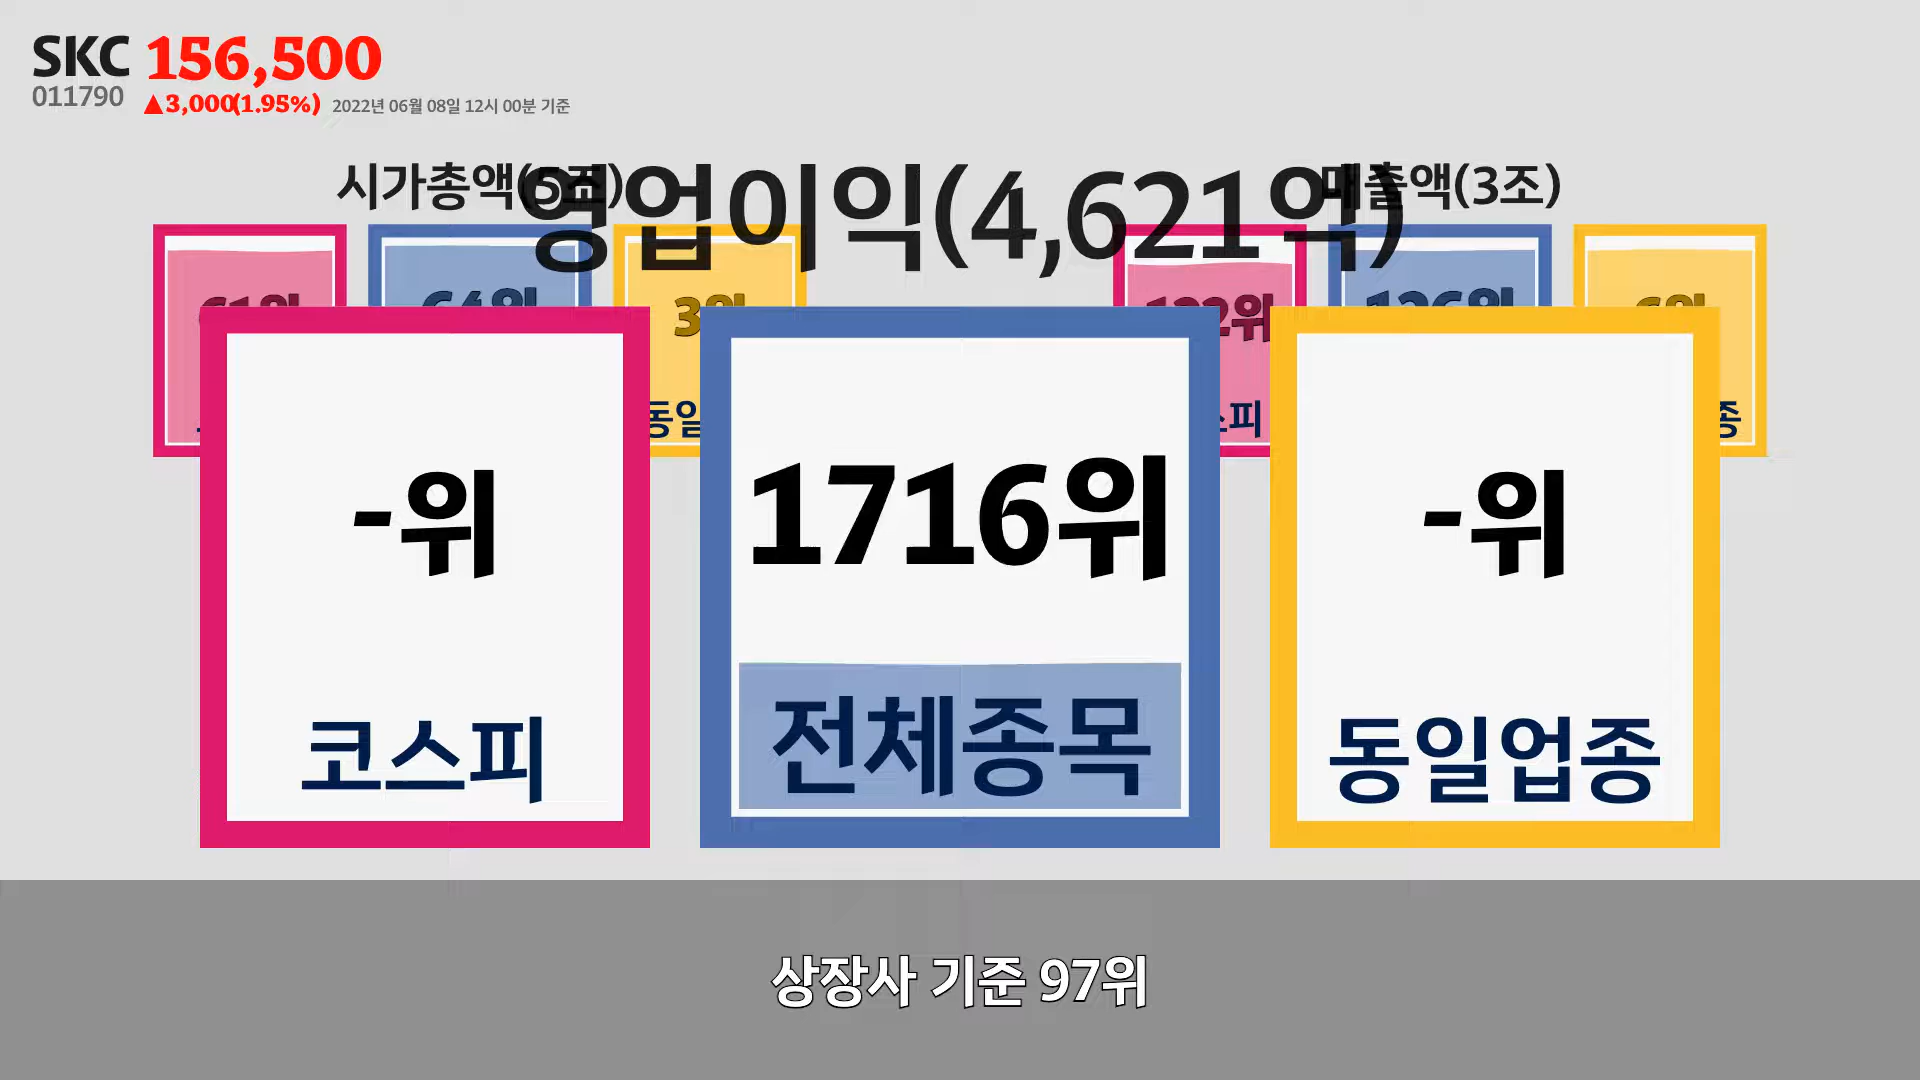 SKC 156,500
011790 ▲3,000(1.95%) 2022년 06월 08일 12시 00분 기준
시가총액(5조)
영업이익(4,621억)
매출액(3조)
-위
1716위
-위
코스피
전체종목
동일업종
상장사 기준 97위